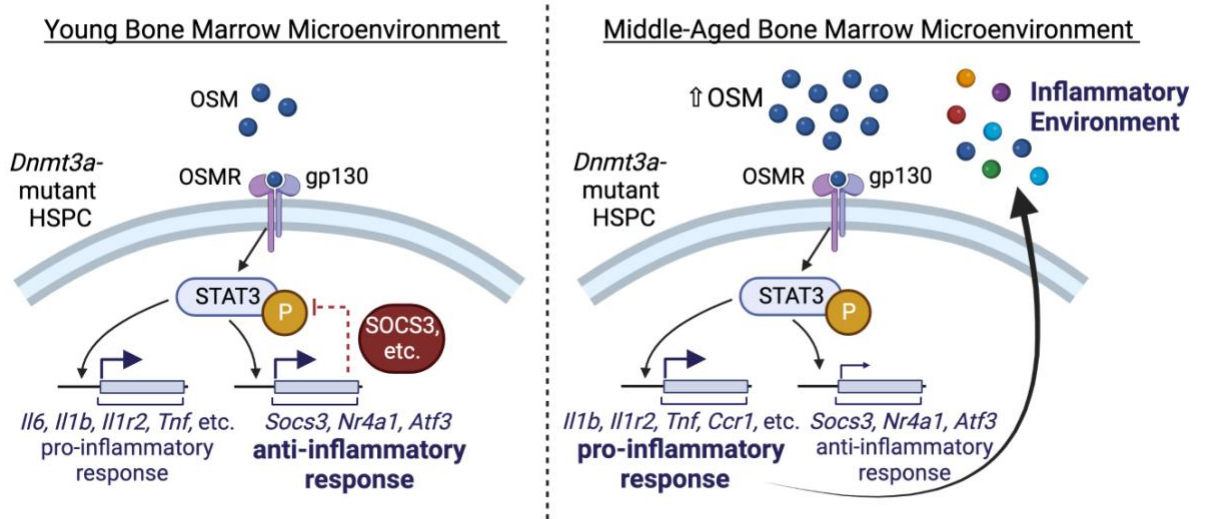 Young Bone Marrow Microenvironment
OSM
Dnmt3a-
mutant
HSPC
OSMR
gp130
STAT3
P
SOCS3,
etc.
Il6, Il1b, Il1r2, Tnf, etc.
pro-inflammatory
response
Socs3, Nr4a1, Atf3
anti-inflammatory
response
Middle-Aged Bone Marrow Microenvironment
⇧OSM
Inflammatory
Environment
Dnmt3a-
mutant
HSPC
OSMR
gp130
STAT3
P
Il1b, Il1r2, Tnf, Ccr1, etc.
pro-inflammatory
response
Socs3, Nr4a1, Atf3
anti-inflammatory
response